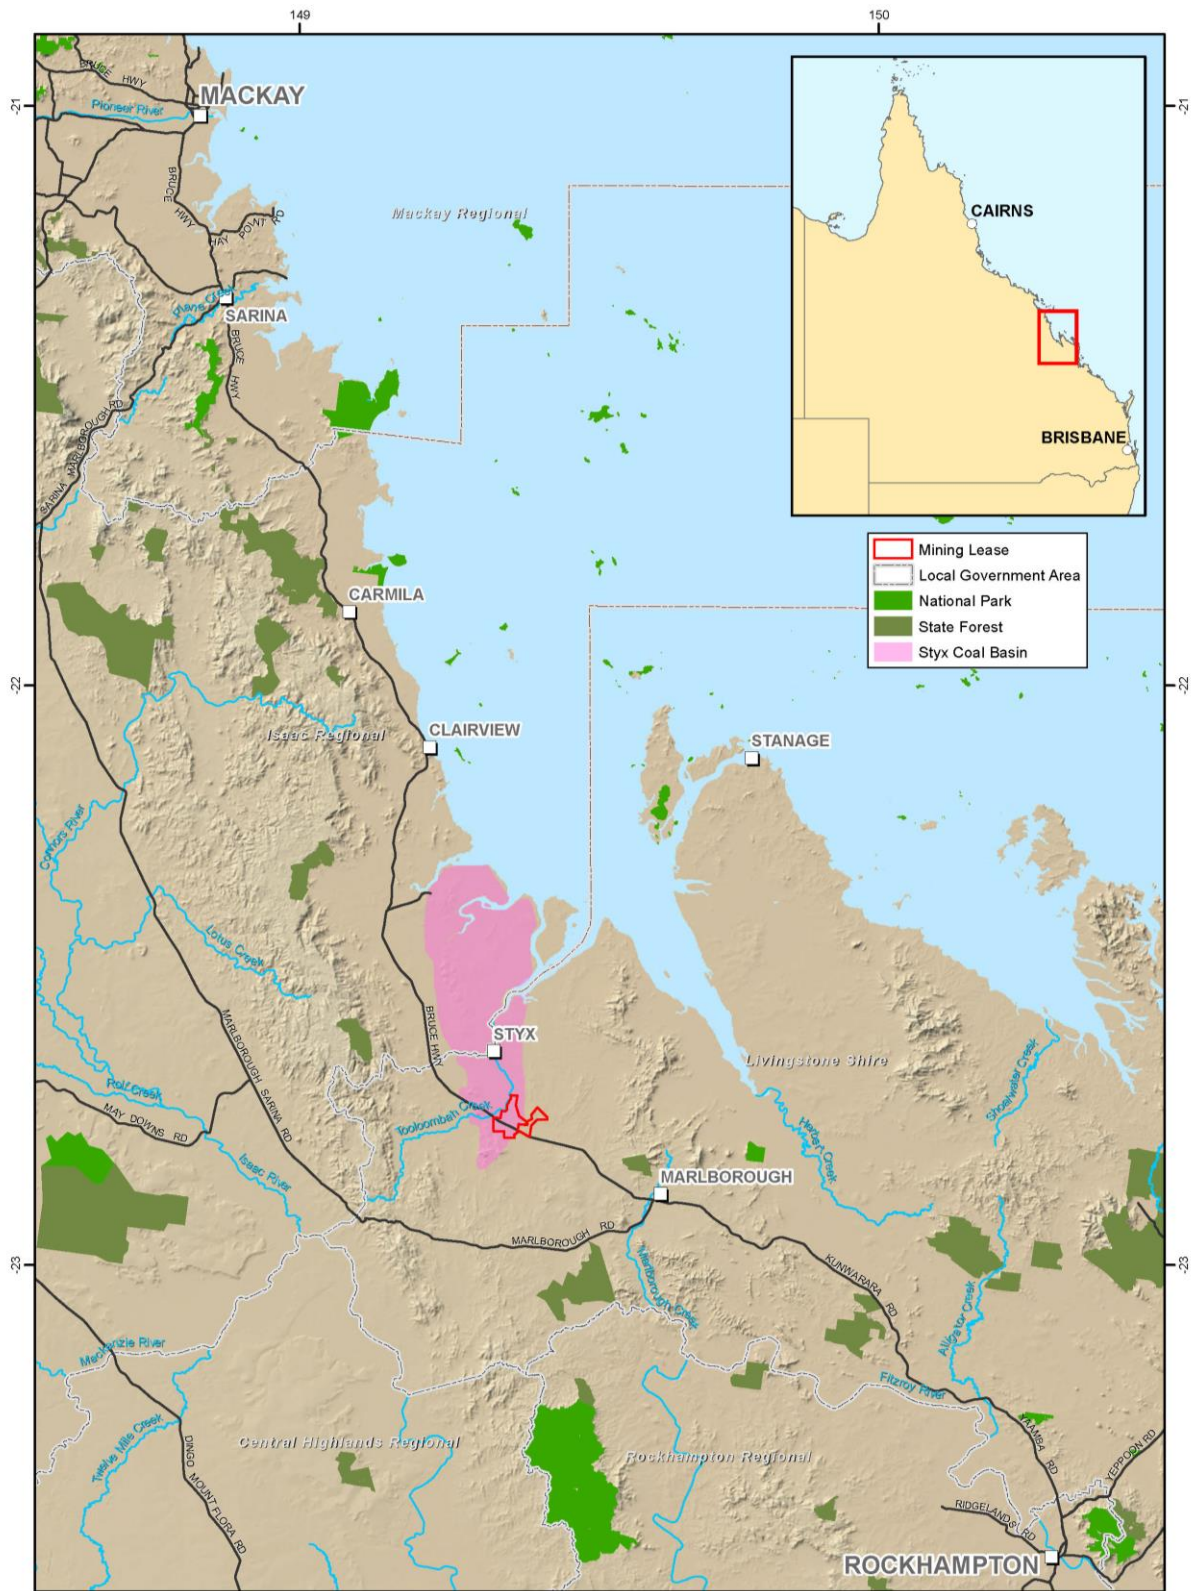 149
150
-21
-21
BRUCE HWY
MACKAY
Pioneer River
BRUCE HWY
HAY POINT RD
Mackay Regional
CAIRNS
BRISBANE
Plane Creek
SARINA
BRUCE HWY
SARINA MARLBOROUGH RD
Mining Lease
Local Government Area
National Park
State Forest
Styx Coal Basin
CARMILA
-22
-22
Isaac Regional
CLAIRVIEW
STANAGE
Connors River
Lotus Creek
MARLBOROUGH SARINA RD
BRUCE HWY
STYX
Livingstone Shire
Shoalwater Creek
Rolf Creek
MAY DOWNS RD
Tooloombah Creek
Herbert Creek
Isaac River
MARLBOROUGH
MARLBOROUGH RD
-23
-23
Marlborough Creek
KUNWARARA RD
Alligator Creek
Mackenzie River
Fitzroy River
Twelve Mile Creek
DINGO MOUNT FLORA RD
Central Highlands Regional
Rockhampton Regional
YAAMBA RD
YEPPOON RD
RIDGELANDS RD
ROCKHAMPTON